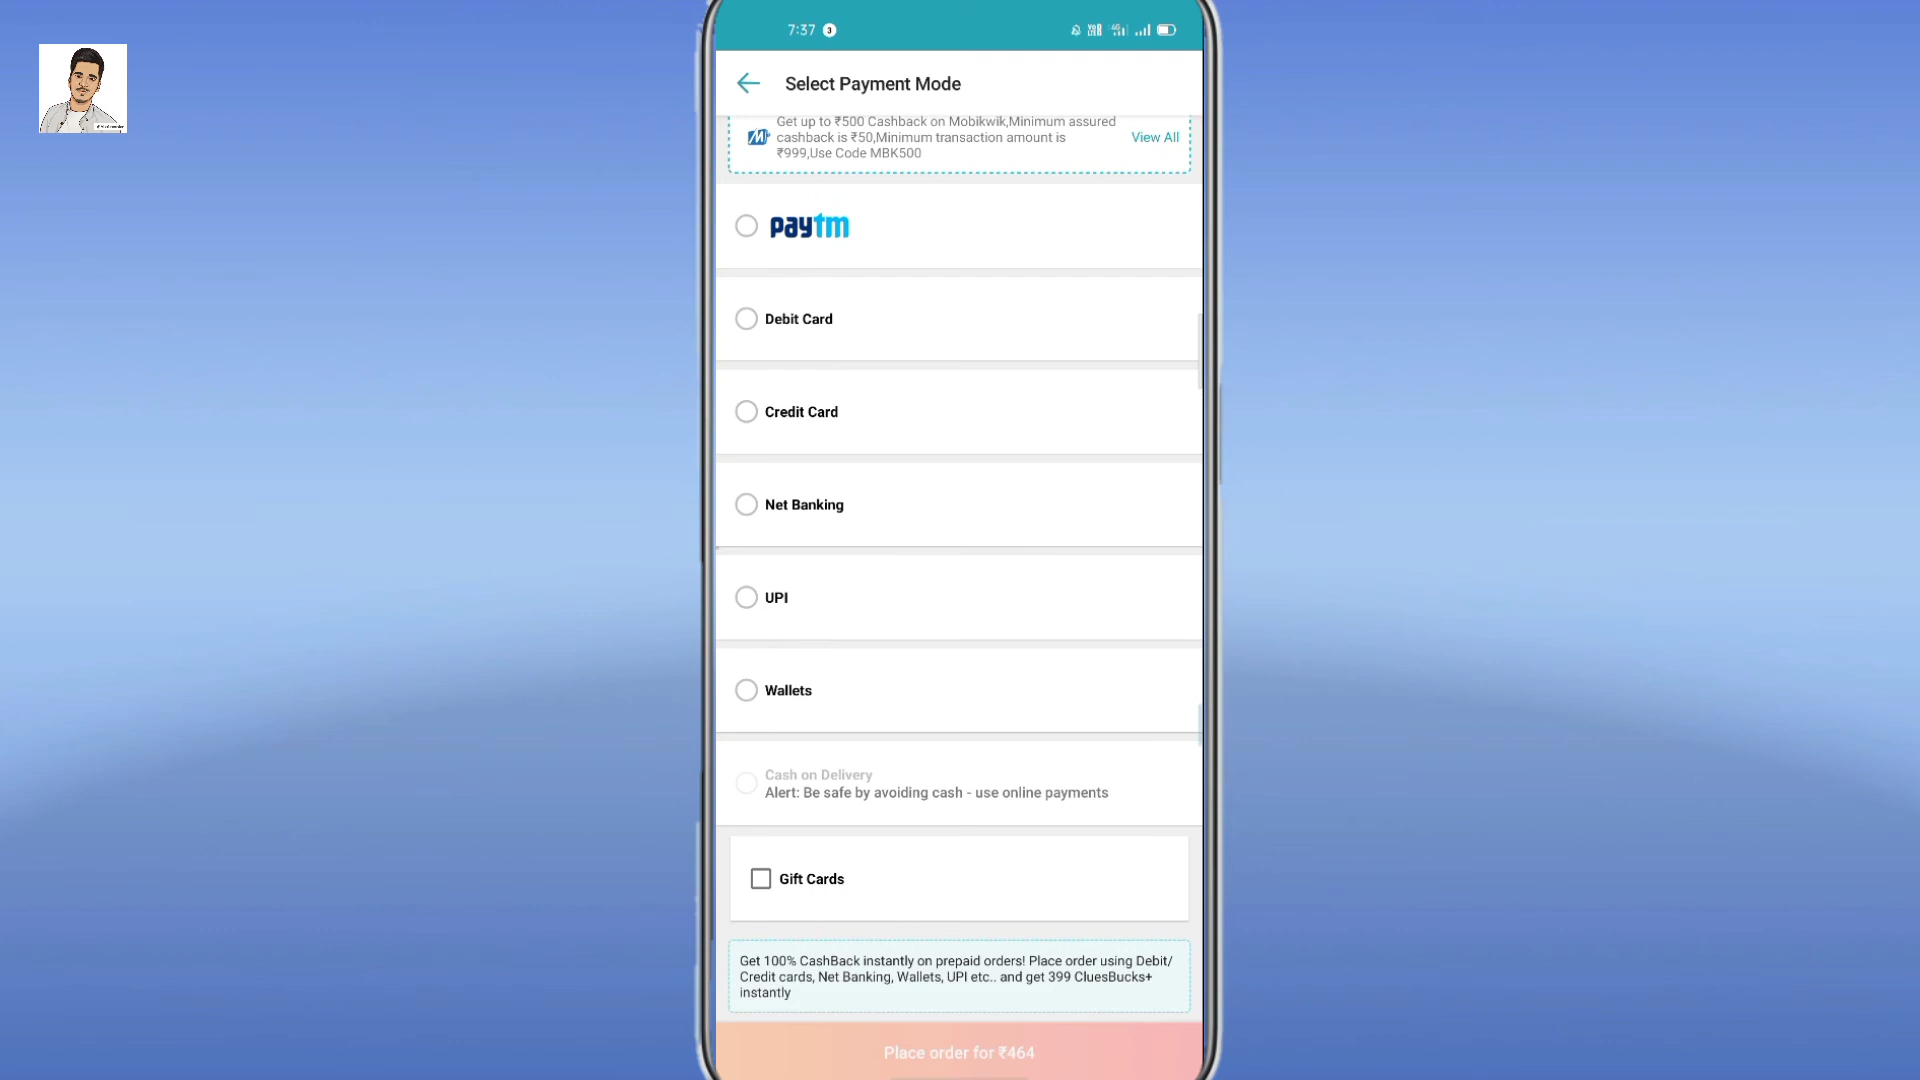 7:37 3
Select Payment Mode
Get up to ₹500 Cashback on Mobikwik,Minimum assured
cashback is ₹50,Minimum transaction amount is
₹999,Use Code MBK500
View All
paytm
Debit Card
Credit Card
Net Banking
UPI
Wallets
Cash on Delivery
Alert: Be safe by avoiding cash - use online payments
Gift Cards
Get 100% CashBack instantly on prepaid orders! Place order using Debit/
Credit cards, Net Banking, Wallets, UPI etc.. and get 399 CluesBucks+
instantly
Place order for ₹464